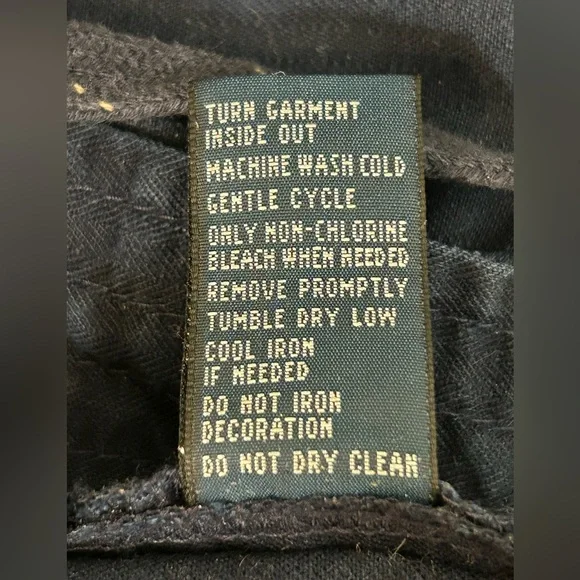 TURN GARMENT
INSIDE OUT
MACHINE WASH COLD
GENTLE CYCLE
ONLY NON-CHLORINE
BLEACH WHEN NEEDED
REMOVE PROMPTLY
TUMBLE DRY LOW
COOL IRON
IF NEEDED
DO NOT IRON
DECORATION
DO NOT DRY CLEAN